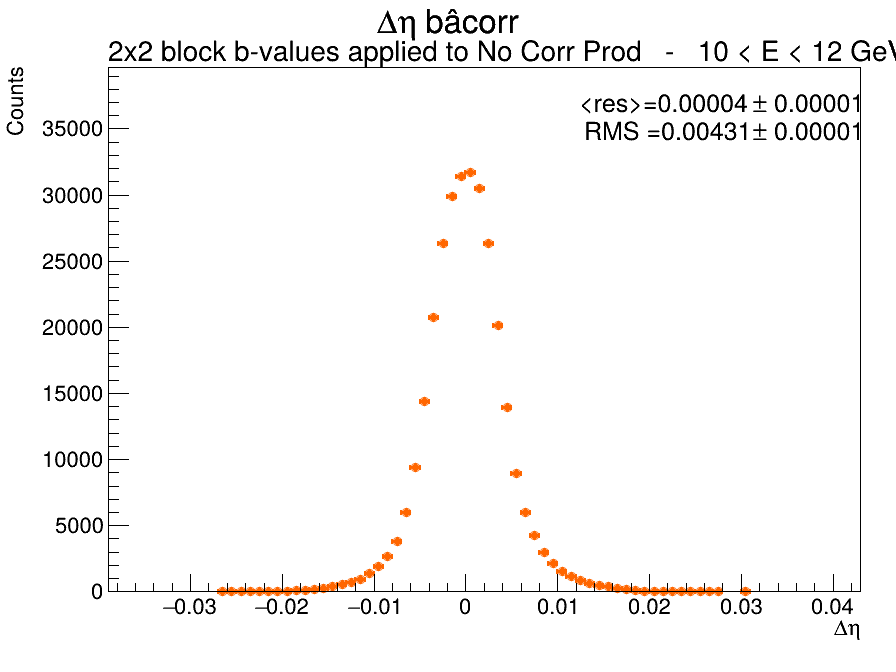 Δη bâcorr
2x2 block b-values applied to No Corr Prod - 10 < E < 12 GeV
Counts
<res>=0.00004 ± 0.00001
RMS =0.00431± 0.00001
35000
30000
25000
20000
15000
10000
5000
0
−0.03 −0.02 −0.01 0 0.01 0.02 0.03 0.04
Δη